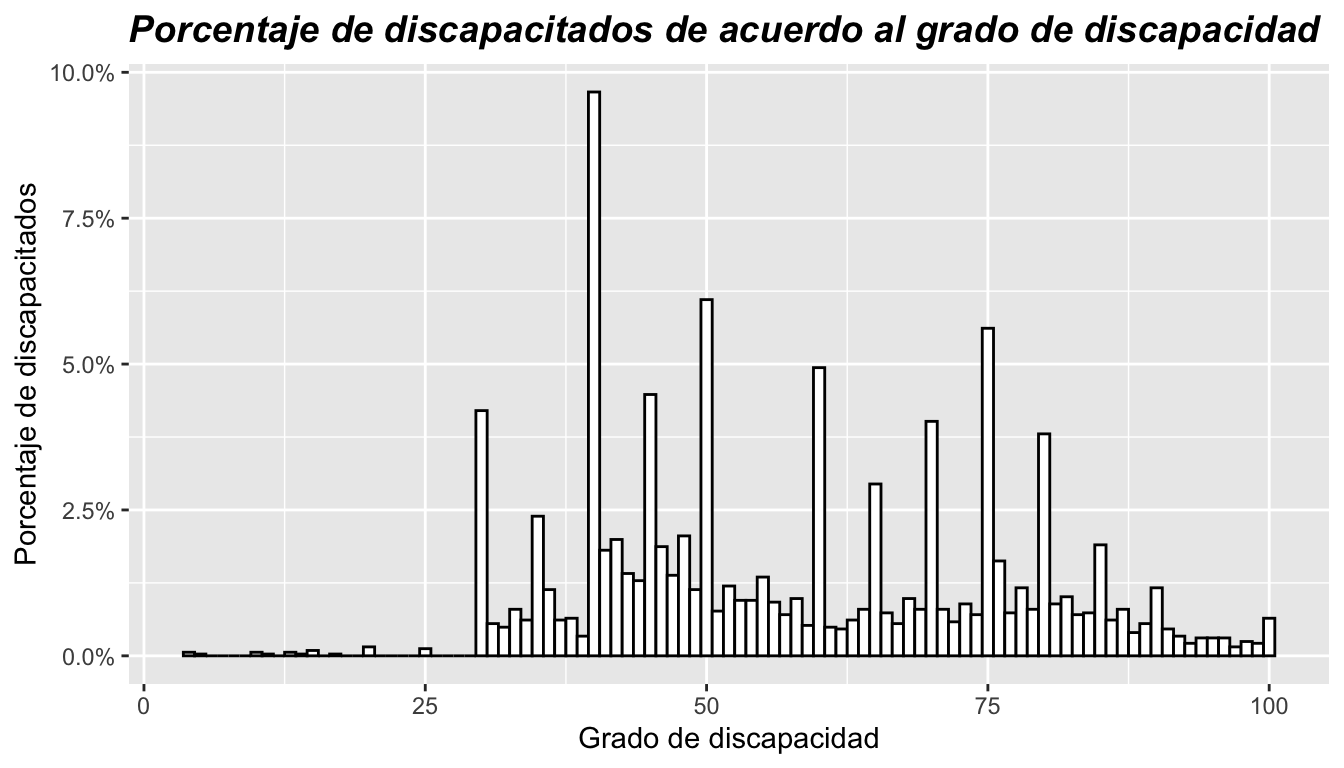 Porcentaje de discapacitados de acuerdo al grado de discapacidad
10.0%
7.5%
5.0%
2.5%
0.0%
Porcentaje de discapacitados
0 25 50 75 100
Grado de discapacidad